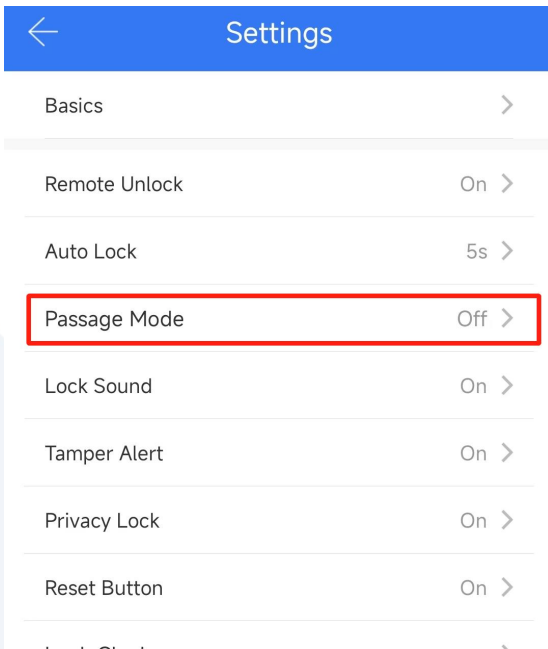 Settings
Basics
Remote Unlock On
Auto Lock 5s
Passage Mode Off
Lock Sound On
Tamper Alert On
Privacy Lock On
Reset Button On